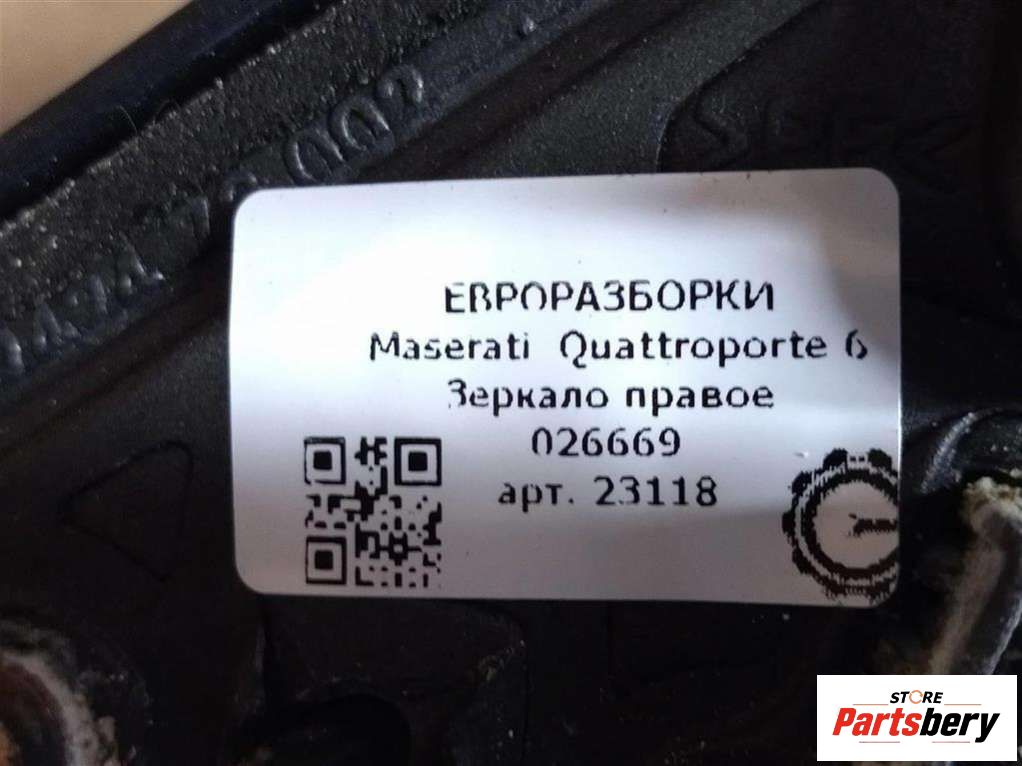 ЕВРОРАЗБОРКИ
Maserati Quattroporte 6
Зеркало правое
026669
арт. 23118
STORE
Partsbery